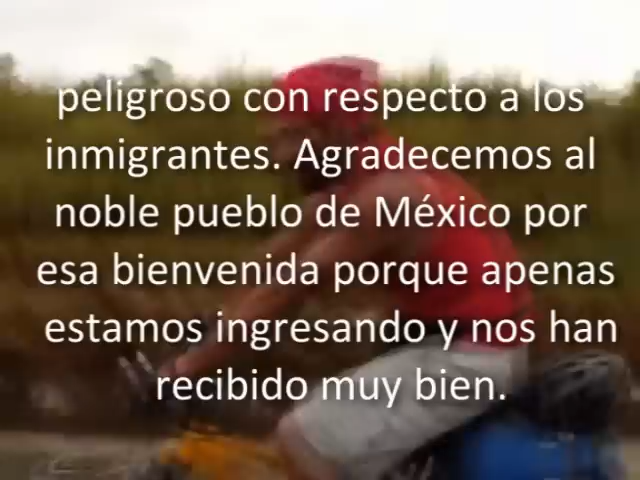 peligroso con respecto a los
inmigrantes. Agradecemos al
noble pueblo de México por
esa bienvenida porque apenas
estamos ingresando y nos han
recibido muy bien.